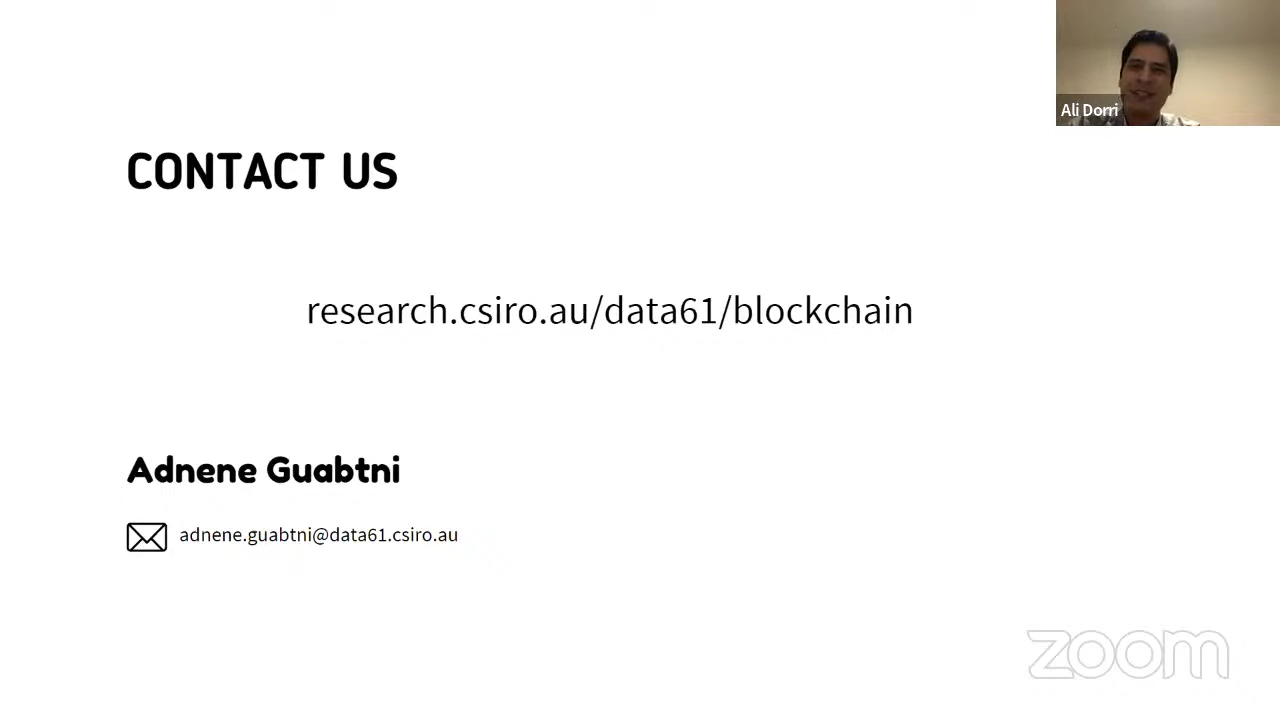 Ali Dorri
CONTACT US
research.csiro.au/data61/blockchain
Adnene Guabtni
adnene.guabtni@data61.csiro.au
zoom